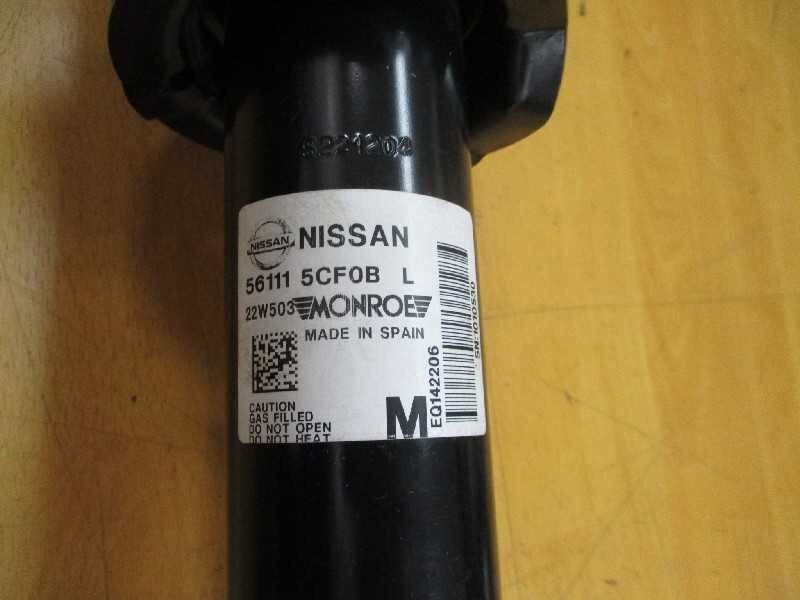 NISSAN
NISSAN
56111 5CF0B L
22W503 MONROE
MADE IN SPAIN
CAUTION
GAS FILLED
DO NOT OPEN
DO NOT HEAT
M
EQ142206